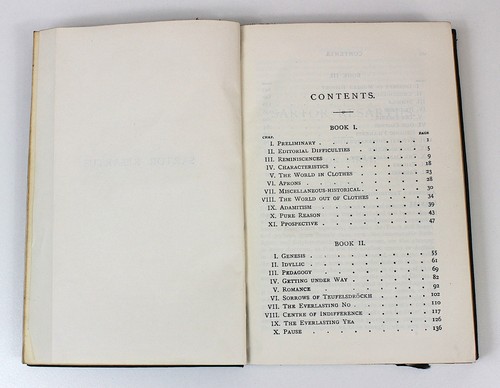 CONTENTS.
BOOK I.
CHAP. PAGE
I. Preliminary 1
II. Editorial Difficulties 5
III. Reminiscences 9
IV. Characteristics 18
V. The World in Clothes 23
VI. Aprons 28
VII. Miscellaneous-Historical 30
VIII. The World out of Clothes 34
IX. Adamitism 39
X. Pure Reason 43
XI. Prospective 47
BOOK II.
I. Genesis 55
II. Idyllic 61
III. Pedagogy 69
IV. Getting under Way 82
V. Romance 92
VI. Sorrows of Teufelsdröckh 102
VII. The Everlasting No 110
VIII. Centre of Indifference 117
IX. The Everlasting Yea 126
X. Pause 136